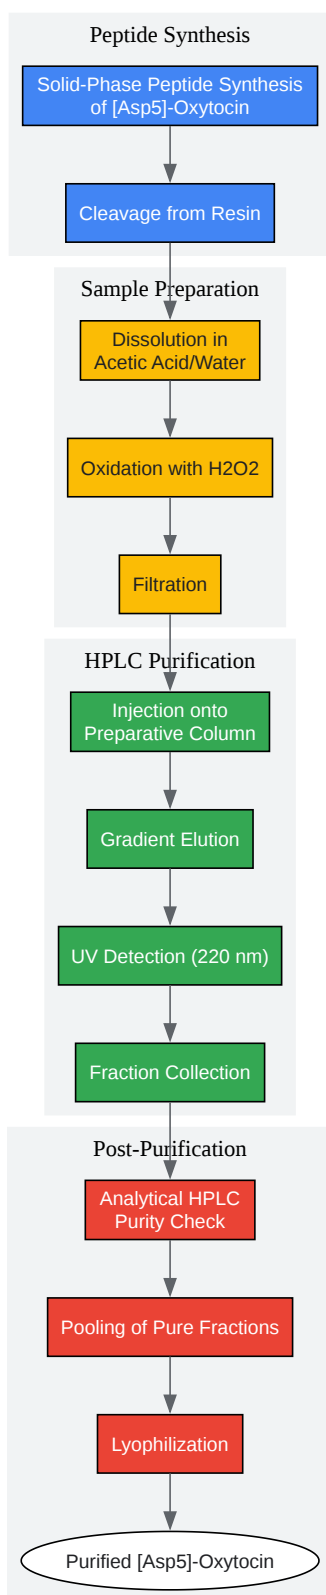 Peptide Synthesis
Solid-Phase Peptide Synthesis
of [Asp5]-Oxytocin
Cleavage from Resin
Sample Preparation
Dissolution in
Acetic Acid/Water
Oxidation with H2O2
Filtration
HPLC Purification
Injection onto
Preparative Column
Gradient Elution
UV Detection (220 nm)
Fraction Collection
Post-Purification
Analytical HPLC
Purity Check
Pooling of Pure Fractions
Lyophilization
Purified [Asp5]-Oxytocin